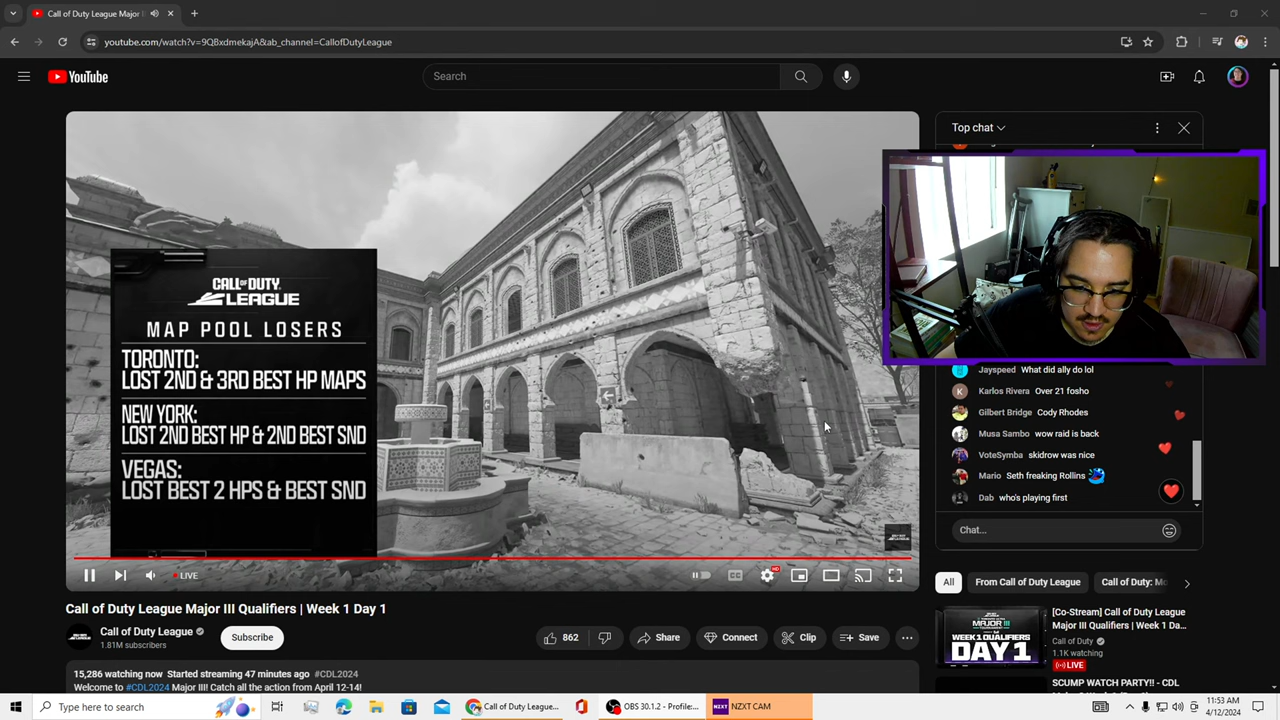 Call of Duty League Major I
youtube.com/watch?v=9QBxdmekajA&ab_channel=CallofDutyLeague
YouTube
Search
Top chat
CALL OF DUTY
LEAGUE
MAP POOL LOSERS
TORONTO:
LOST 2ND & 3RD BEST HP MAPS
NEW YORK:
LOST 2ND BEST HP & 2ND BEST SND
VEGAS:
LOST BEST 2 HPS & BEST SND
Jayspeed What did ally do lol
Karlos Rivera Over 21 fosho
Gilbert Bridge Cody Rhodes
Musa Sambo wow raid is back
VoteSymba skidrow was nice
Mario Seth freaking Rollins
Dab who's playing first
Chat...
LIVE
CC
HD
Call of Duty League Major III Qualifiers | Week 1 Day 1
Call of Duty League
1.81M subscribers
Subscribe
862
Share
Connect
Clip
Save
15,286 watching now Started streaming 47 minutes ago #CDL2024
Welcome to #CDL2024 Major III! Catch all the action from April 12-14!
All
From Call of Duty League
Call of Duty: Mo
MAJOR III
WEEK 1 QUALIFIERS
DAY 1
[Co-Stream] Call of Duty League Major III Qualifiers | Week 1 Da...
Call of Duty
1.1K watching
LIVE
SCUMP WATCH PARTY!! - CDL
Type here to search
Call of Duty League...
OBS 30.1.2 - Profile:...
NZXT
NZXT CAM
11:53 AM
4/12/2024